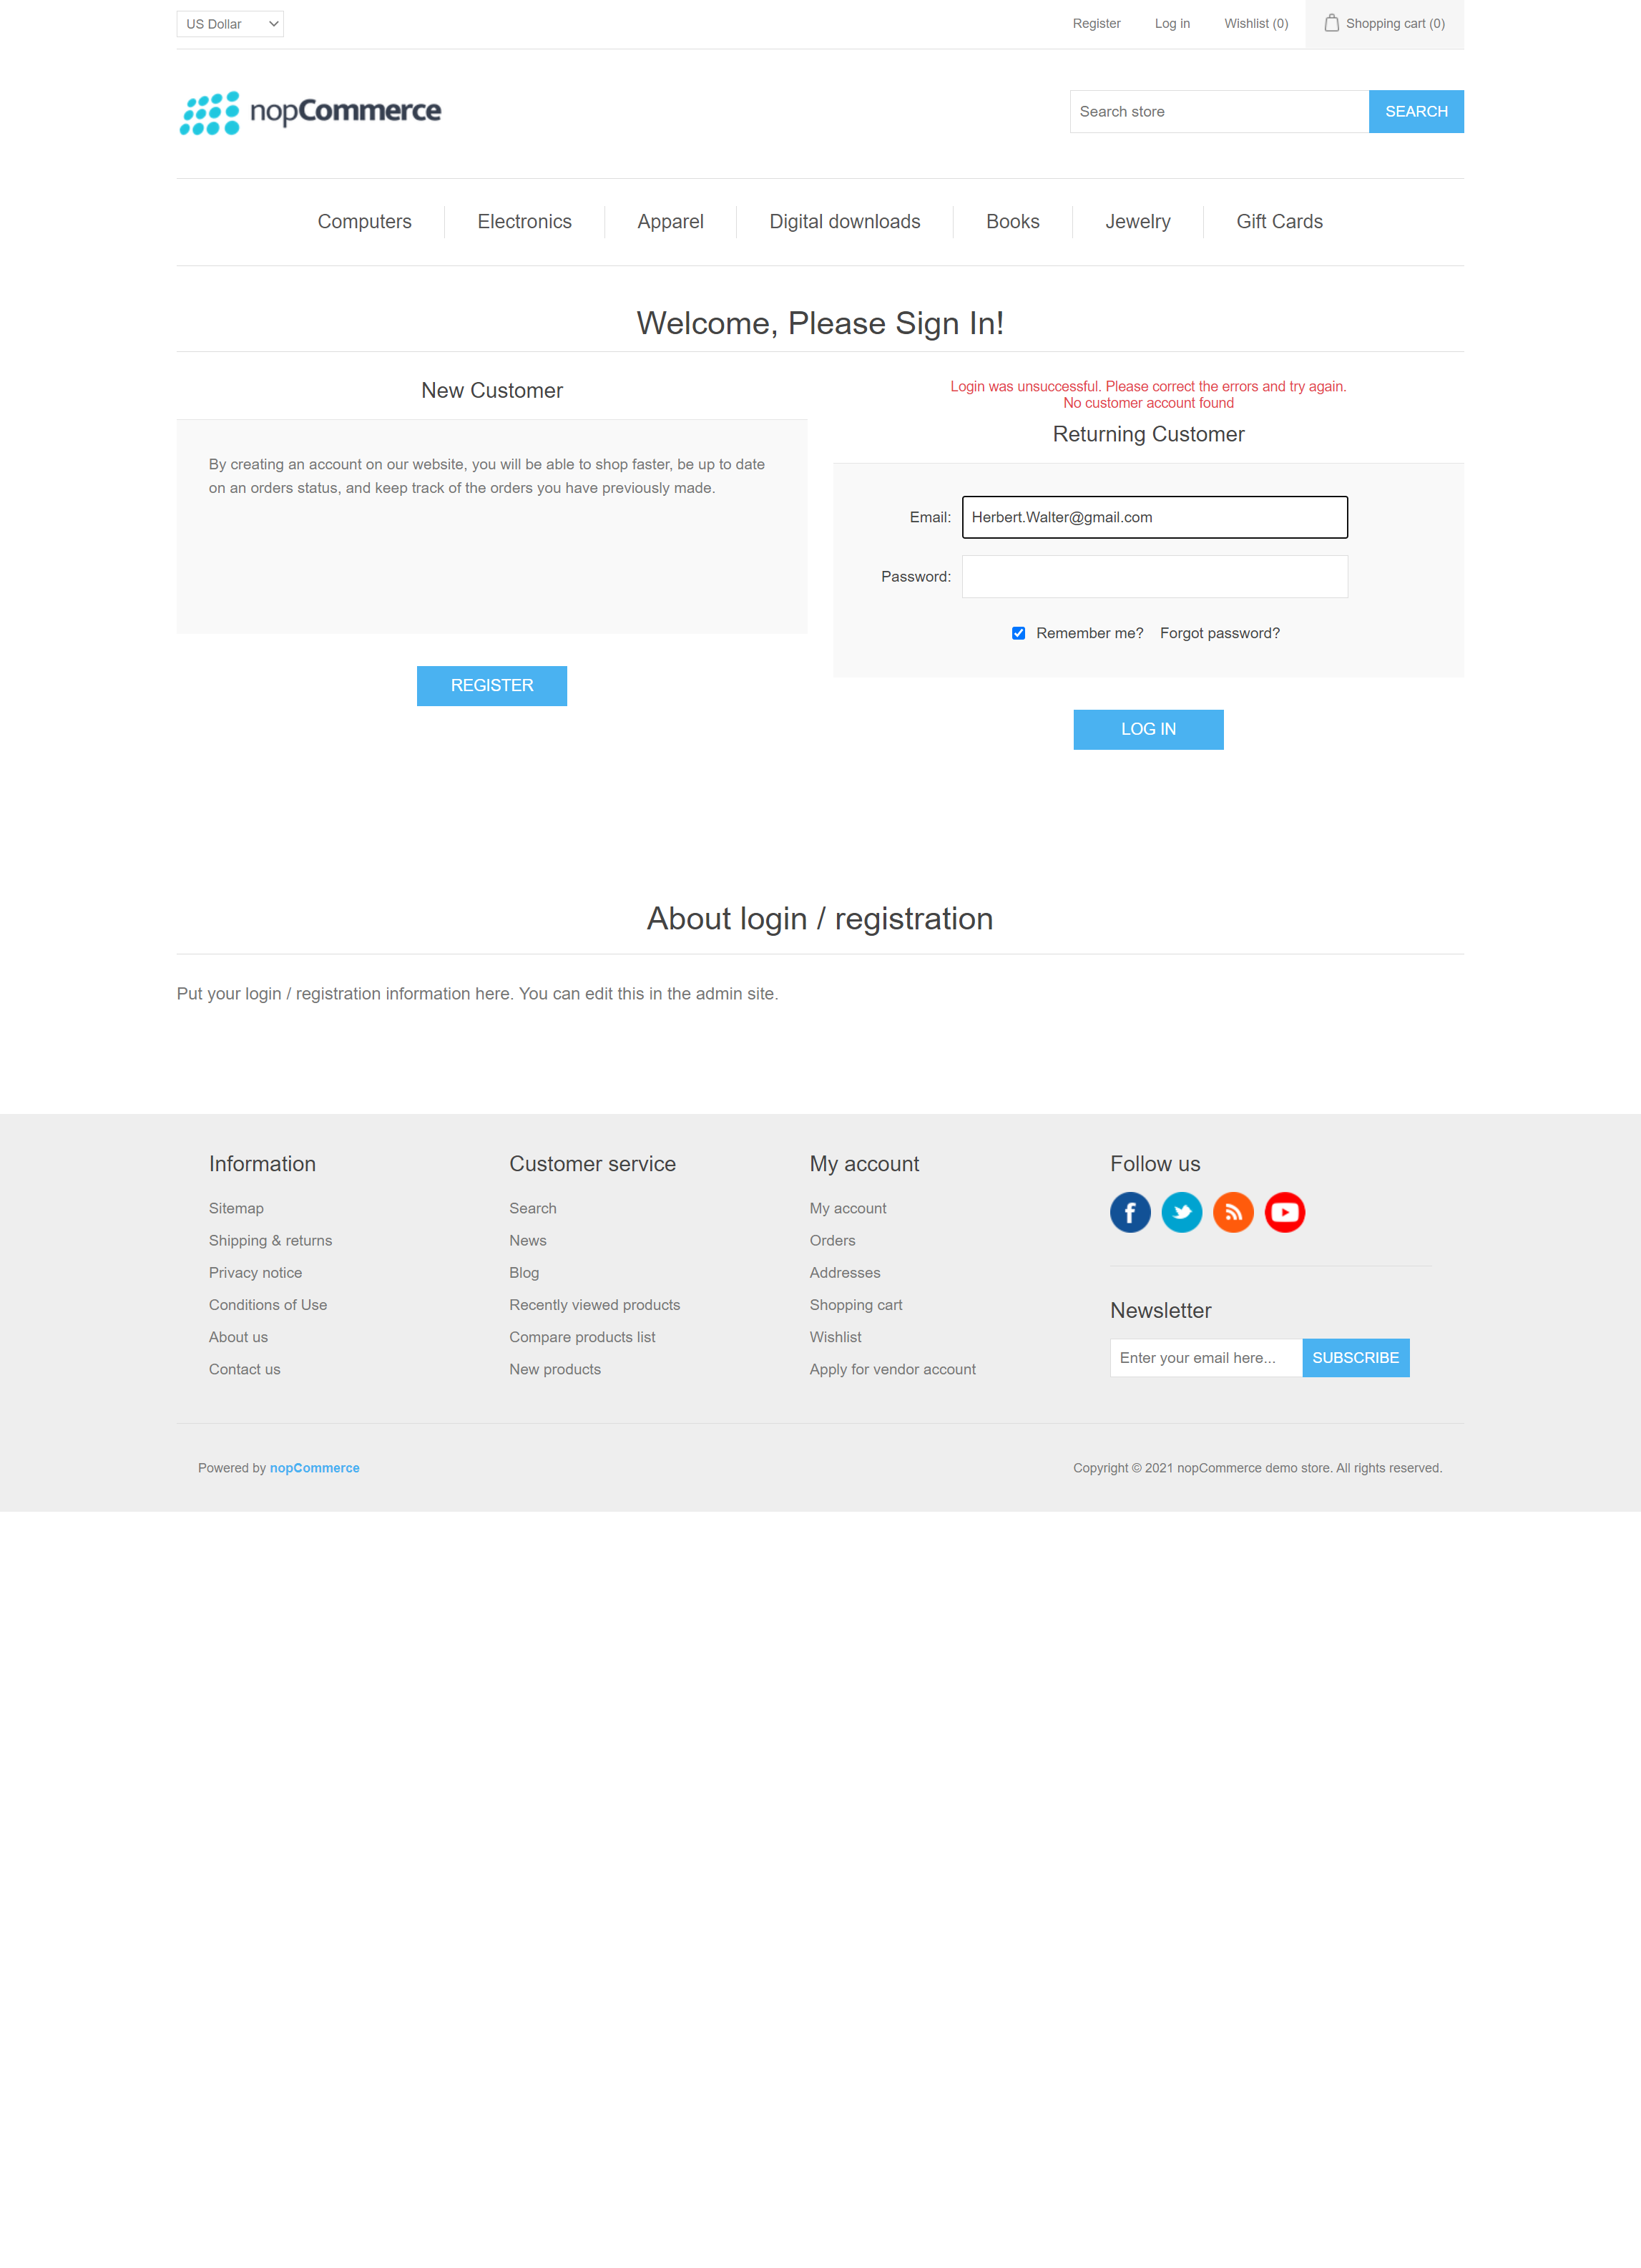 US Dollar
Register
Log in
Wishlist (0)
Shopping cart (0)
nopCommerce
Search store
SEARCH
Computers
Electronics
Apparel
Digital downloads
Books
Jewelry
Gift Cards
Welcome, Please Sign In!
New Customer
By creating an account on our website, you will be able to shop faster, be up to date
on an orders status, and keep track of the orders you have previously made.
REGISTER
Login was unsuccessful. Please correct the errors and try again.
No customer account found
Returning Customer
Email:
Herbert.Walter@gmail.com
Password:
Remember me?
Forgot password?
LOG IN
About login / registration
Put your login / registration information here. You can edit this in the admin site.
Information
Sitemap
Shipping & returns
Privacy notice
Conditions of Use
About us
Contact us
Customer service
Search
News
Blog
Recently viewed products
Compare products list
New products
My account
My account
Orders
Addresses
Shopping cart
Wishlist
Apply for vendor account
Follow us
Newsletter
Enter your email here...
SUBSCRIBE
Powered by nopCommerce
Copyright © 2021 nopCommerce demo store. All rights reserved.